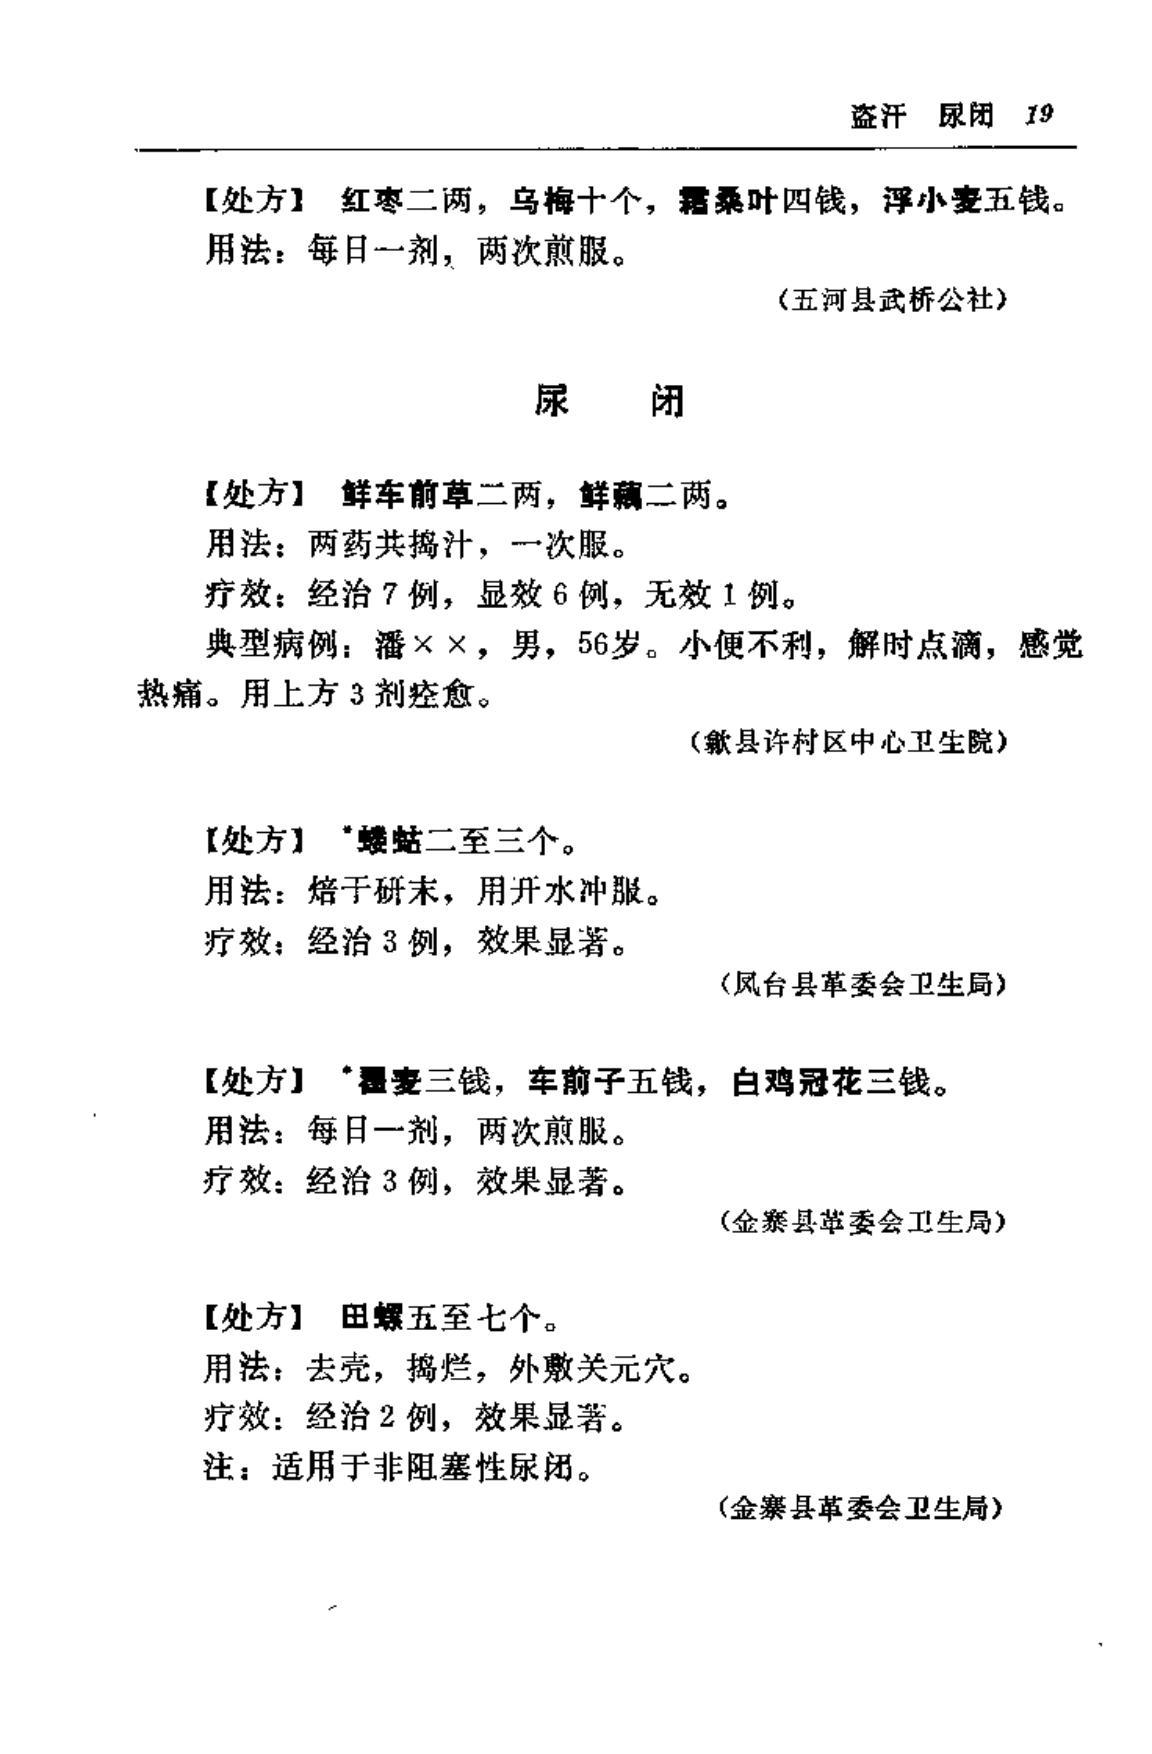 盗汗 尿闭 19
【处方】 红枣二两，乌梅十个，霜桑叶四钱，浮小麦五钱。
用法：每日一剂，两次煎服。
（五河县武桥公社）
尿 闭
【处方】 鲜车前草二两，鲜藕二两。
用法：两药共捣汁，一次服。
疗效：经治7例，显效6例，无效1例。
典型病例：潘××，男，56岁。小便不利，解时点滴，感觉
热痛。用上方3剂痊愈。
（歙县许村区中心卫生院）
【处方】 *蝼蛄二至三个。
用法：焙干研末，用开水冲服。
疗效：经治3例，效果显著。
（凤台县革委会卫生局）
【处方】 *瞿麦三钱，车前子五钱，白鸡冠花三钱。
用法：每日一剂，两次煎服。
疗效：经治3例，效果显著。
（金寨县革委会卫生局）
【处方】 田螺五至七个。
用法：去壳，捣烂，外敷关元穴。
疗效：经治2例，效果显著。
注：适用于非阻塞性尿闭。
（金寨县革委会卫生局）